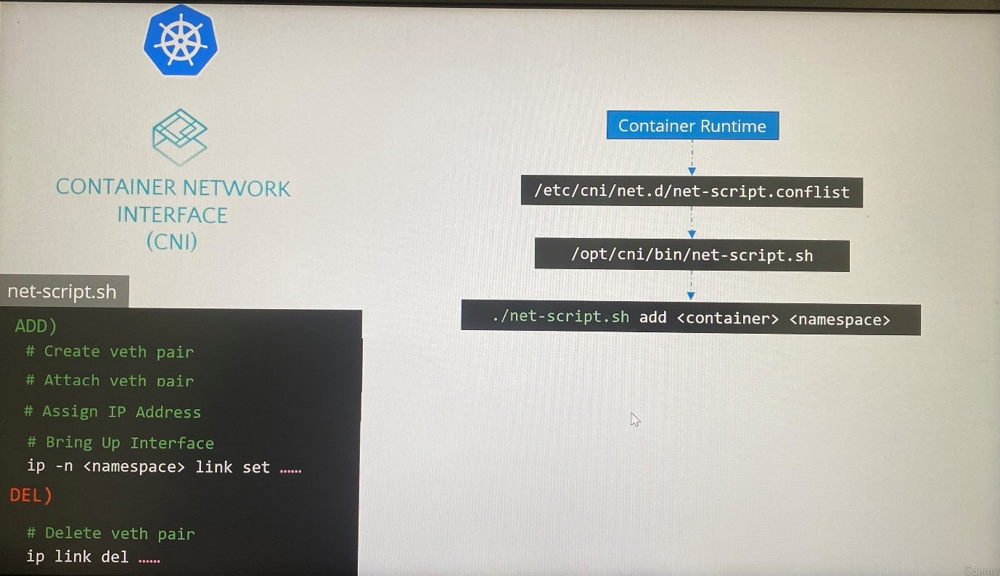 CONTAINER NETWORK
INTERFACE
(CNI)
net-script.sh
ADD)
# Create veth pair
# Attach veth pair
# Assign IP Address
# Bring Up Interface
ip -n <namespace> link set ......
DEL)
# Delete veth pair
ip link del ......
Container Runtime
/etc/cni/net.d/net-script.conflist
/opt/cni/bin/net-script.sh
./net-script.sh add <container> <namespace>
Udemy